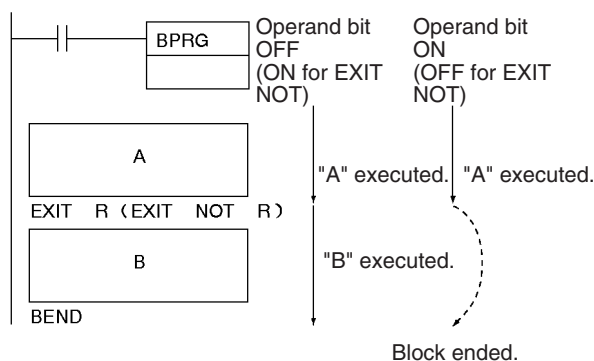 BPRG
Operand bit
OFF
(ON for EXIT
NOT)
Operand bit
ON
(OFF for EXIT
NOT)
A
"A" executed.
"A" executed.
EXIT R (EXIT NOT R)
B
"B" executed.
BEND
Block ended.